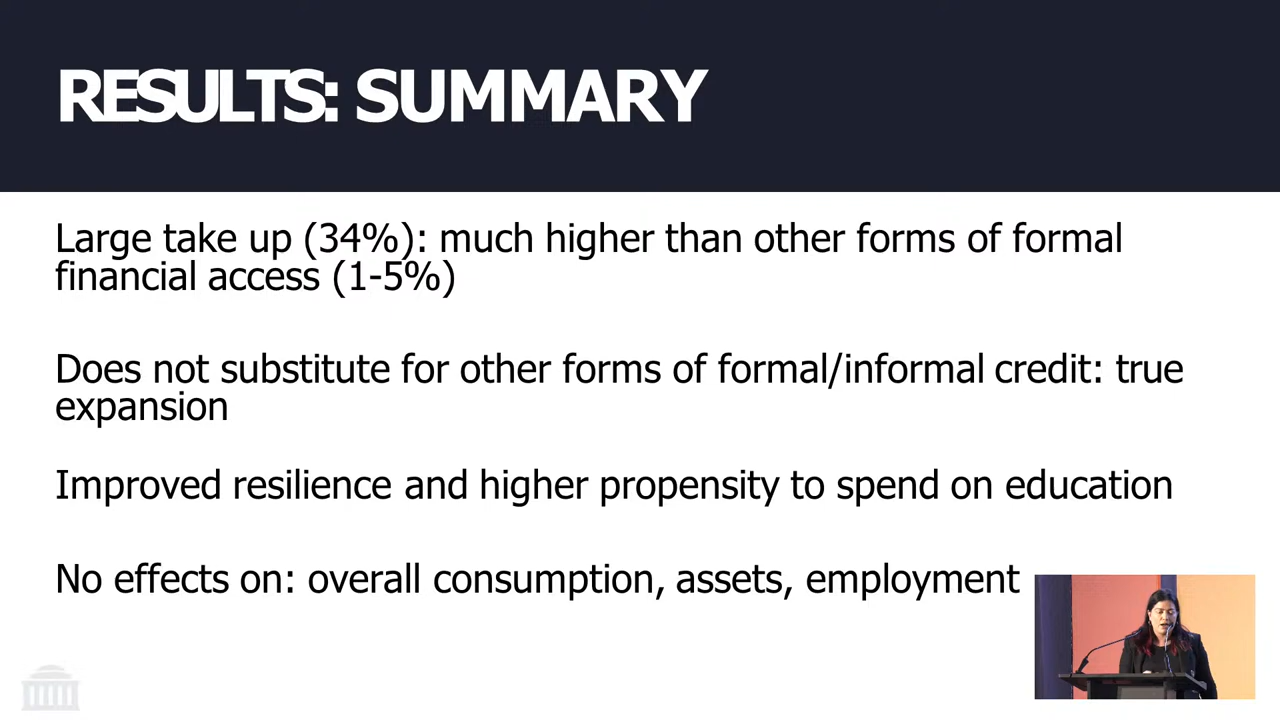 RESULTS: SUMMARY
Large take up (34%): much higher than other forms of formal
financial access (1-5%)
Does not substitute for other forms of formal/informal credit: true
expansion
Improved resilience and higher propensity to spend on education
No effects on: overall consumption, assets, employment